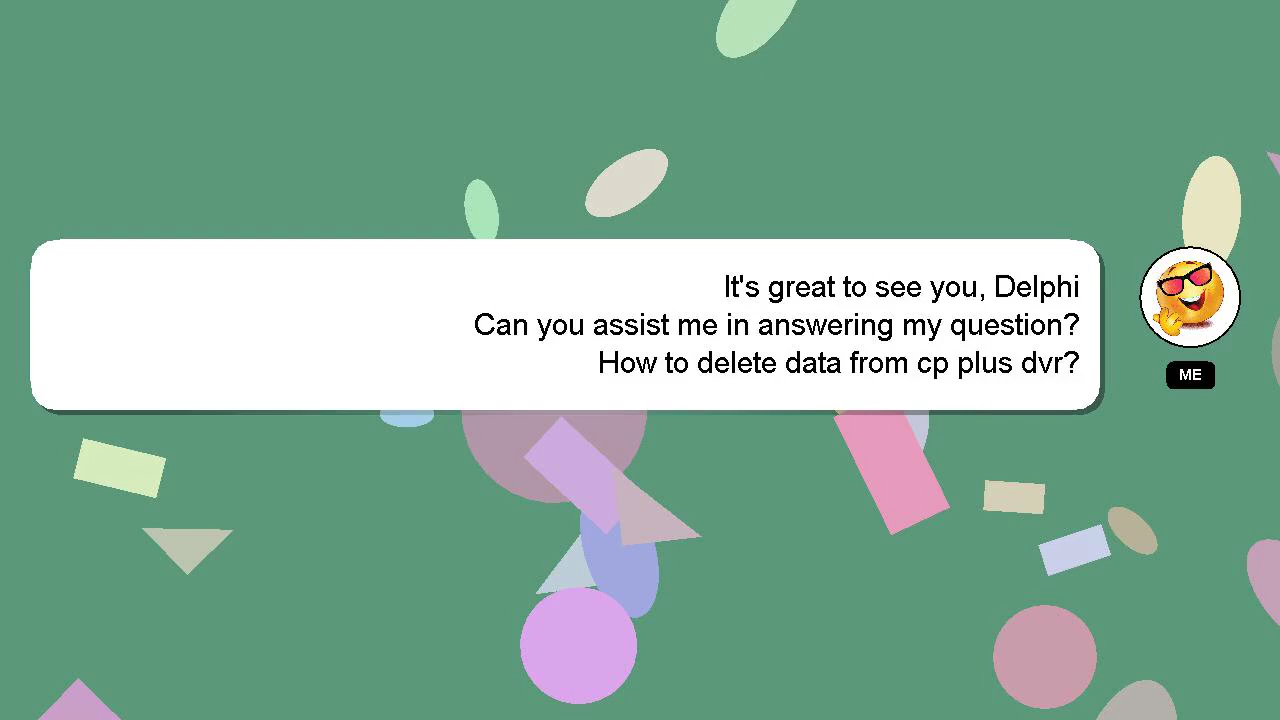 It's great to see you, Delphi
Can you assist me in answering my question?
How to delete data from cp plus dvr?
ME